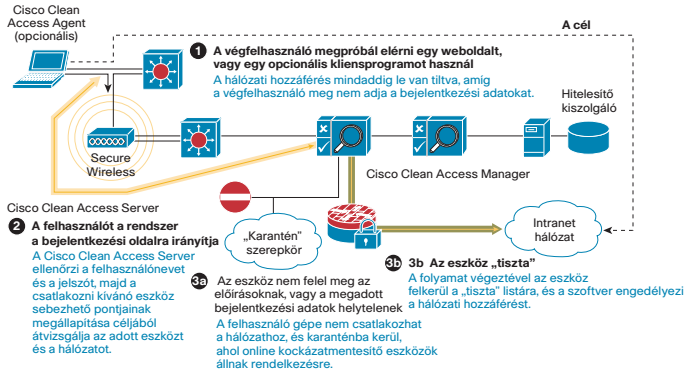 Cisco Clean
Access Agent
(opcionális)
A cél
1 A végfelhasználó megpróbál elérni egy weboldalt,
vagy egy opcionális kliensprogramot használ
A hálózati hozzáférés mindaddig le van tiltva, amíg
a végfelhasználó meg nem adja a bejelentkezési adatokat.
Hitelesítő
kiszolgáló
Secure
Wireless
Cisco Clean Access Manager
Cisco Clean Access Server
2 A felhasználót a rendszer
a bejelentkezési oldalra irányítja
A Cisco Clean Access Server
ellenőrzi a felhasználónevet
és a jelszót, majd a
csatlakozni kívánó eszköz
sebezhető pontjainak
megállapítása céljából
átvizsgálja az adott eszközt
és a hálózatot.
„Karantén”
szerepkör
Intranet
hálózat
3a Az eszköz nem felel meg az
előírásoknak, vagy a megadott
bejelentkezési adatok helytelenek
A felhasználó gépe nem csatlakozhat
a hálózathoz, és karanténba kerül,
ahol online kockázatmentesítő eszközök
állnak rendelkezésre.
3b 3b Az eszköz „tiszta”
A folyamat végeztével az eszköz
felkerül a „tiszta” listára, és a szoftver engedélyezi
a hálózati hozzáférést.